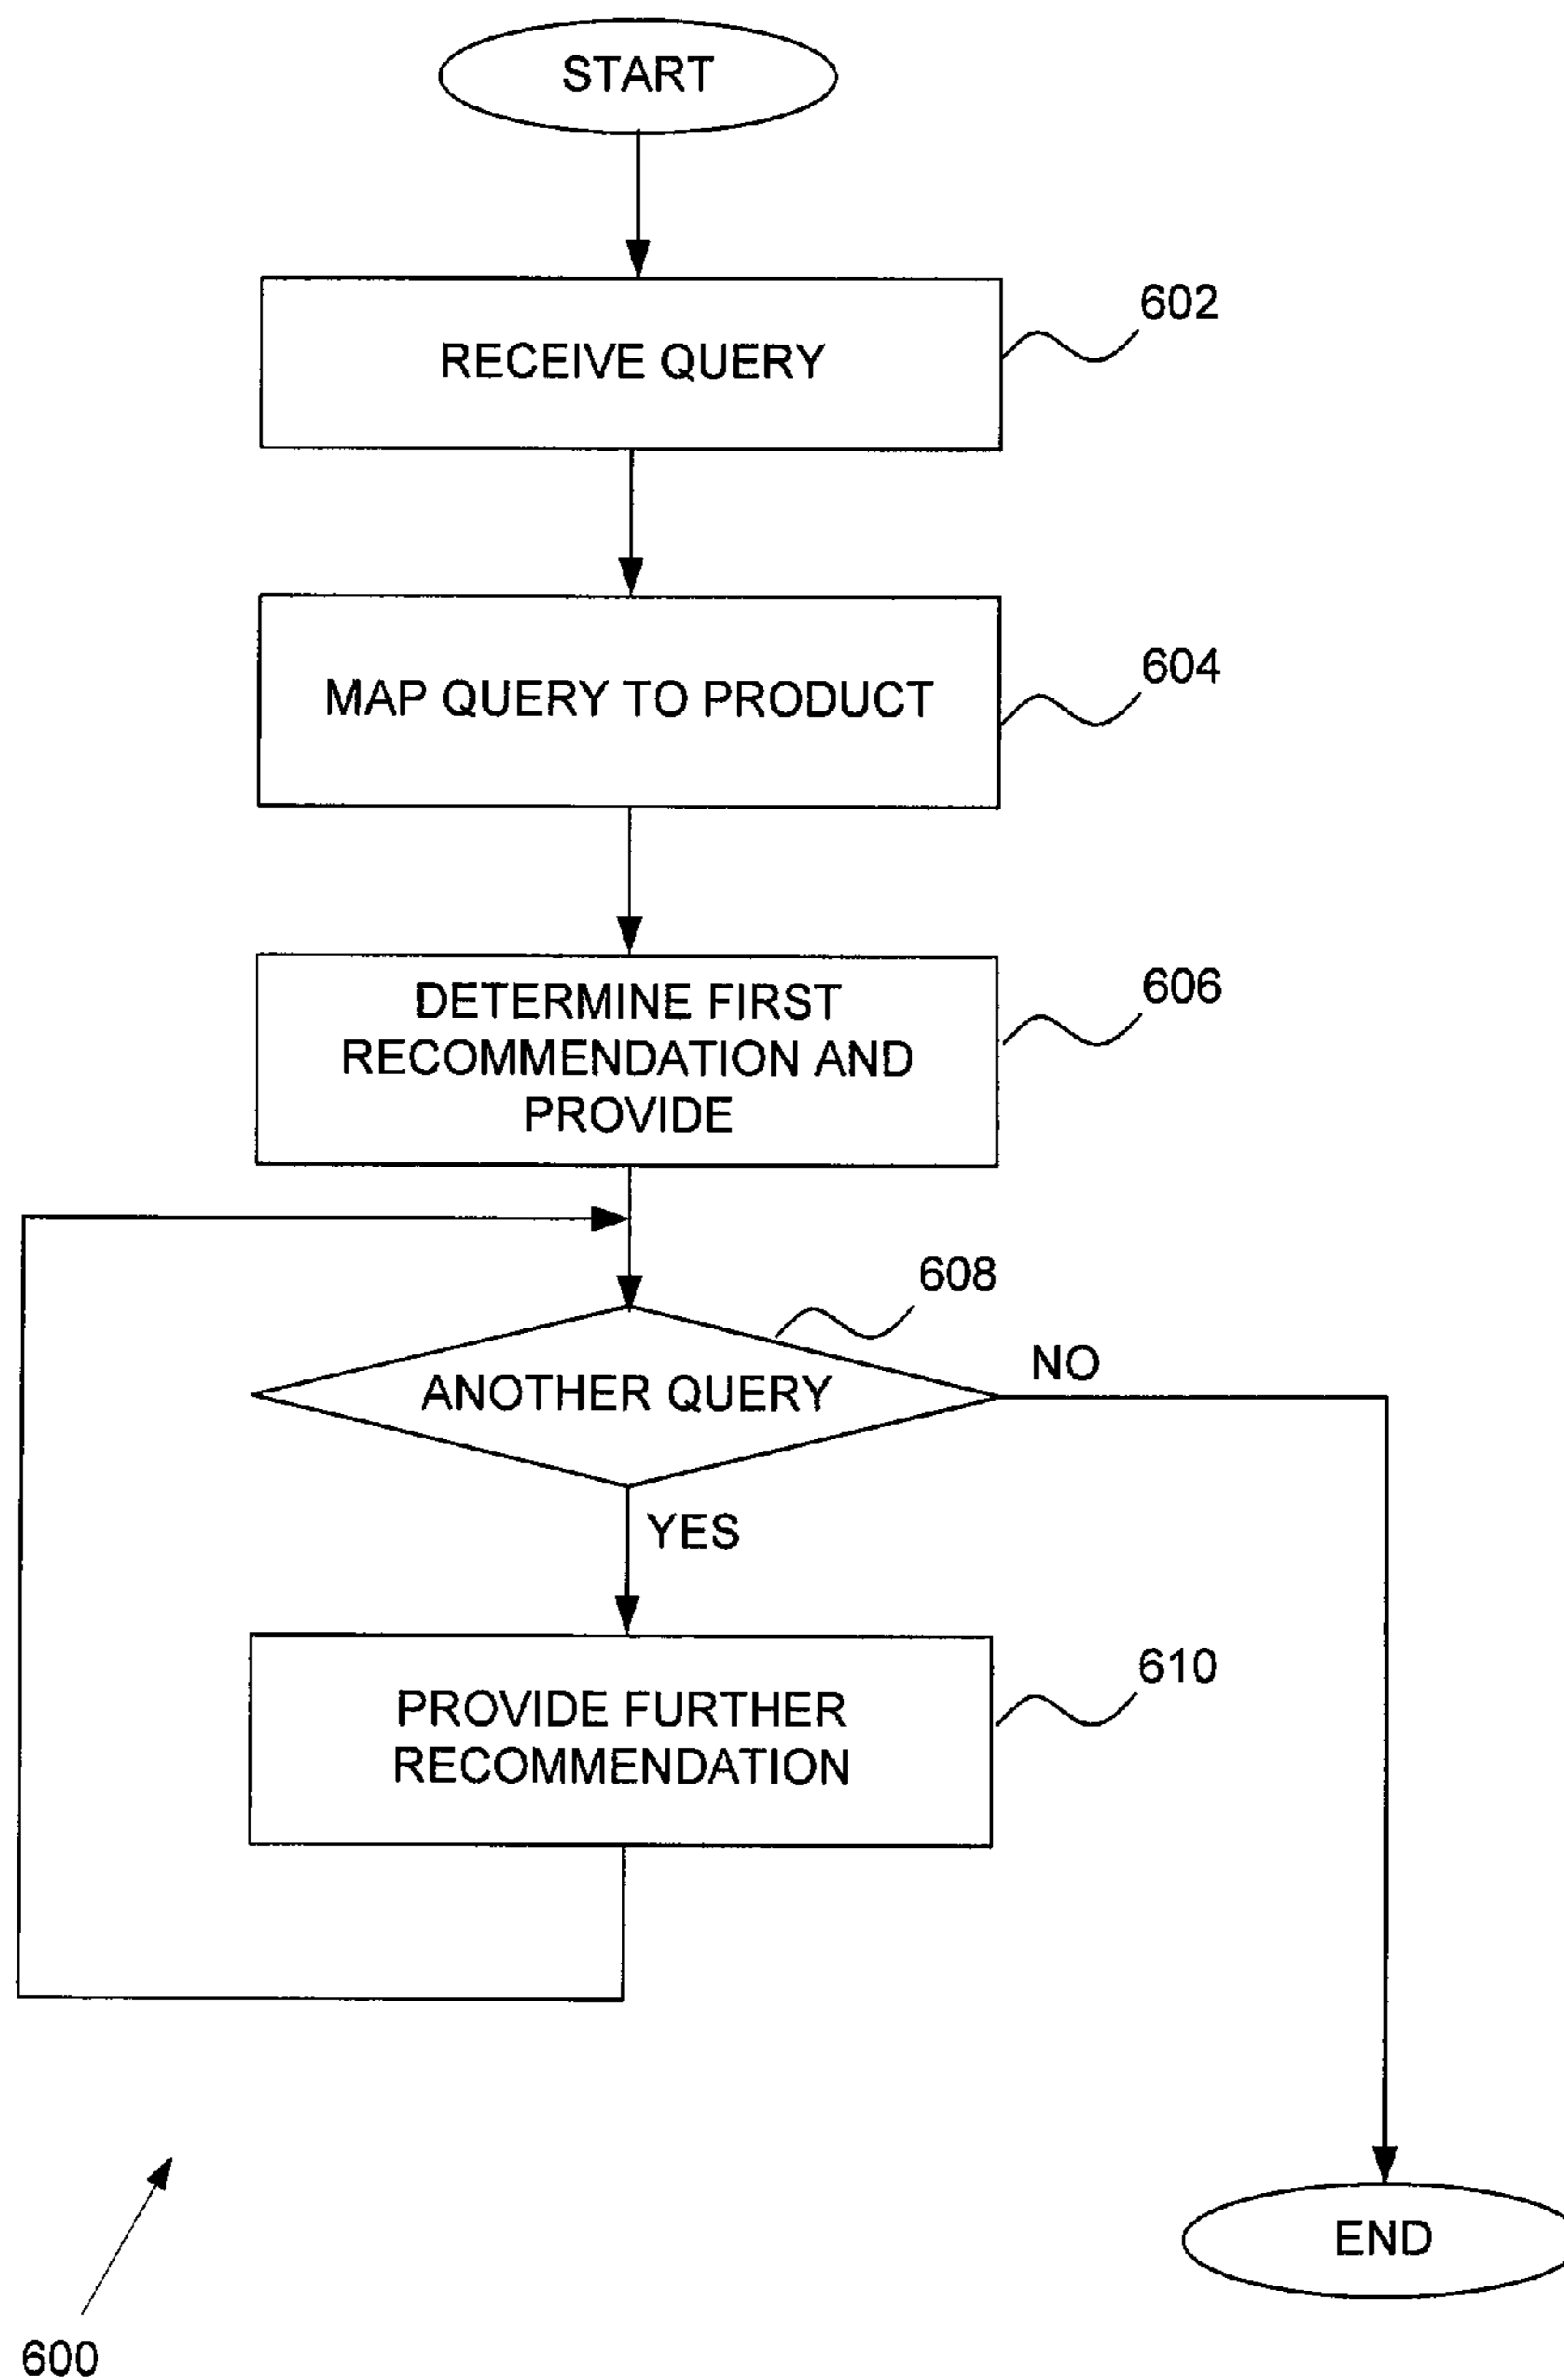 START
RECEIVE QUERY
602
MAP QUERY TO PRODUCT
604
DETERMINE FIRST
RECOMMENDATION AND
PROVIDE
606
608
ANOTHER QUERY
NO
YES
PROVIDE FURTHER
RECOMMENDATION
610
END
600